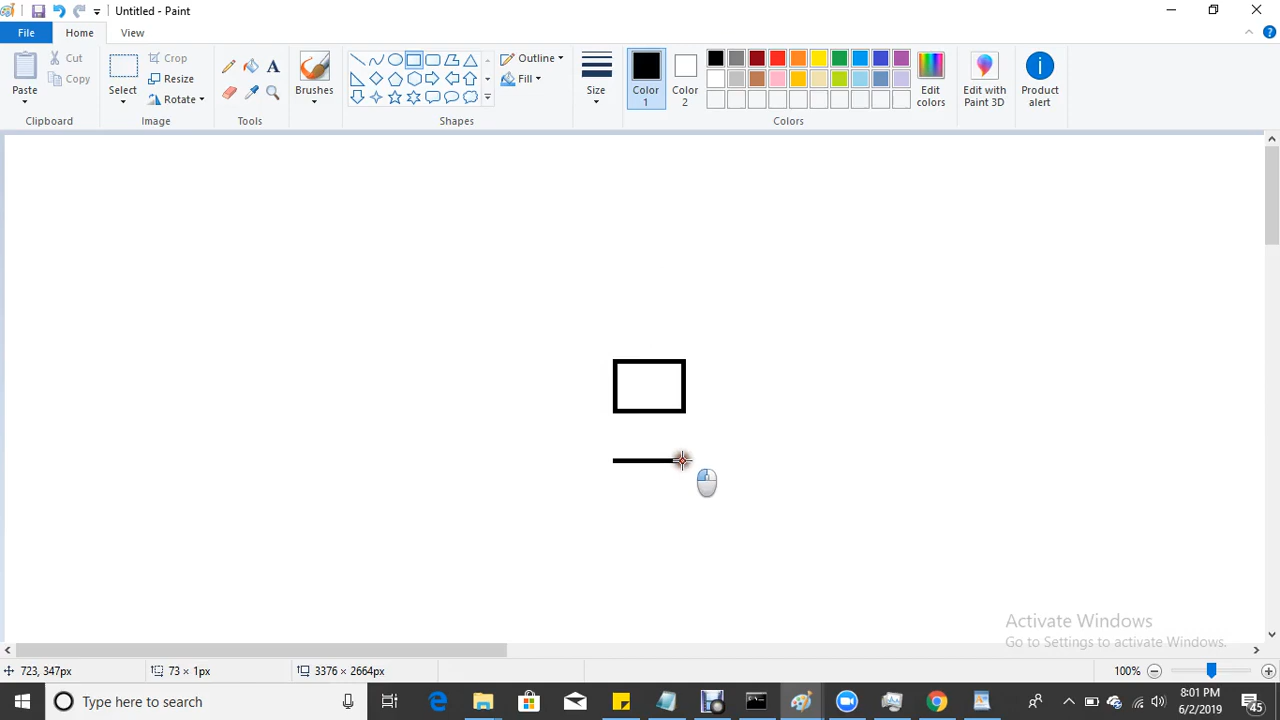 Untitled - Paint
File Home View
Cut
Copy
Paste
Clipboard
Crop
Resize
Rotate
Select
Image
Tools
Brushes
Outline
Fill
Shapes
Size
Color 1
Color 2
Edit colors
Colors
Edit with Paint 3D
Product alert
Activate Windows
Go to Settings to activate Windows.
723, 347px 73 × 1px 3376 × 2664px 100%
Type here to search
8:01 PM
6/2/2019
45